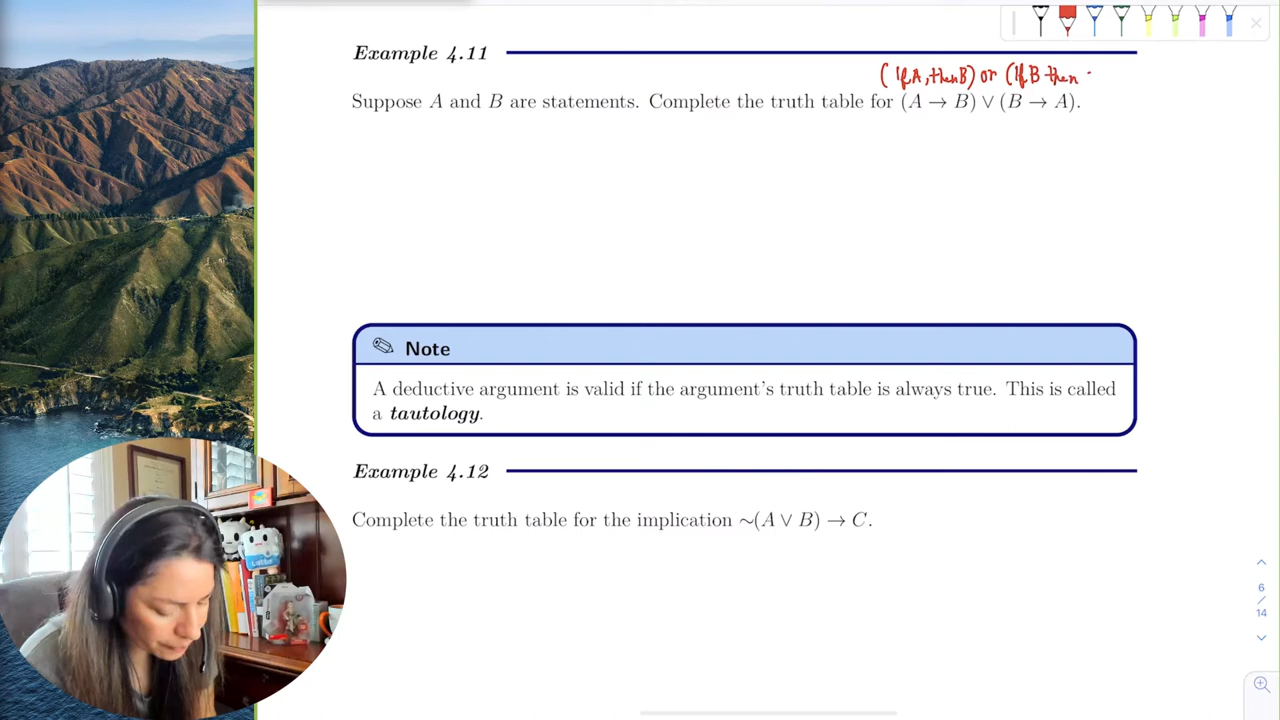 Example 4.11
( If A, then B) or (If B then
Suppose A and B are statements. Complete the truth table for (A → B) ∨ (B → A).
Note
A deductive argument is valid if the argument's truth table is always true. This is called
a tautology.
Example 4.12
Complete the truth table for the implication ∼(A ∨ B) → C.
6
/
14